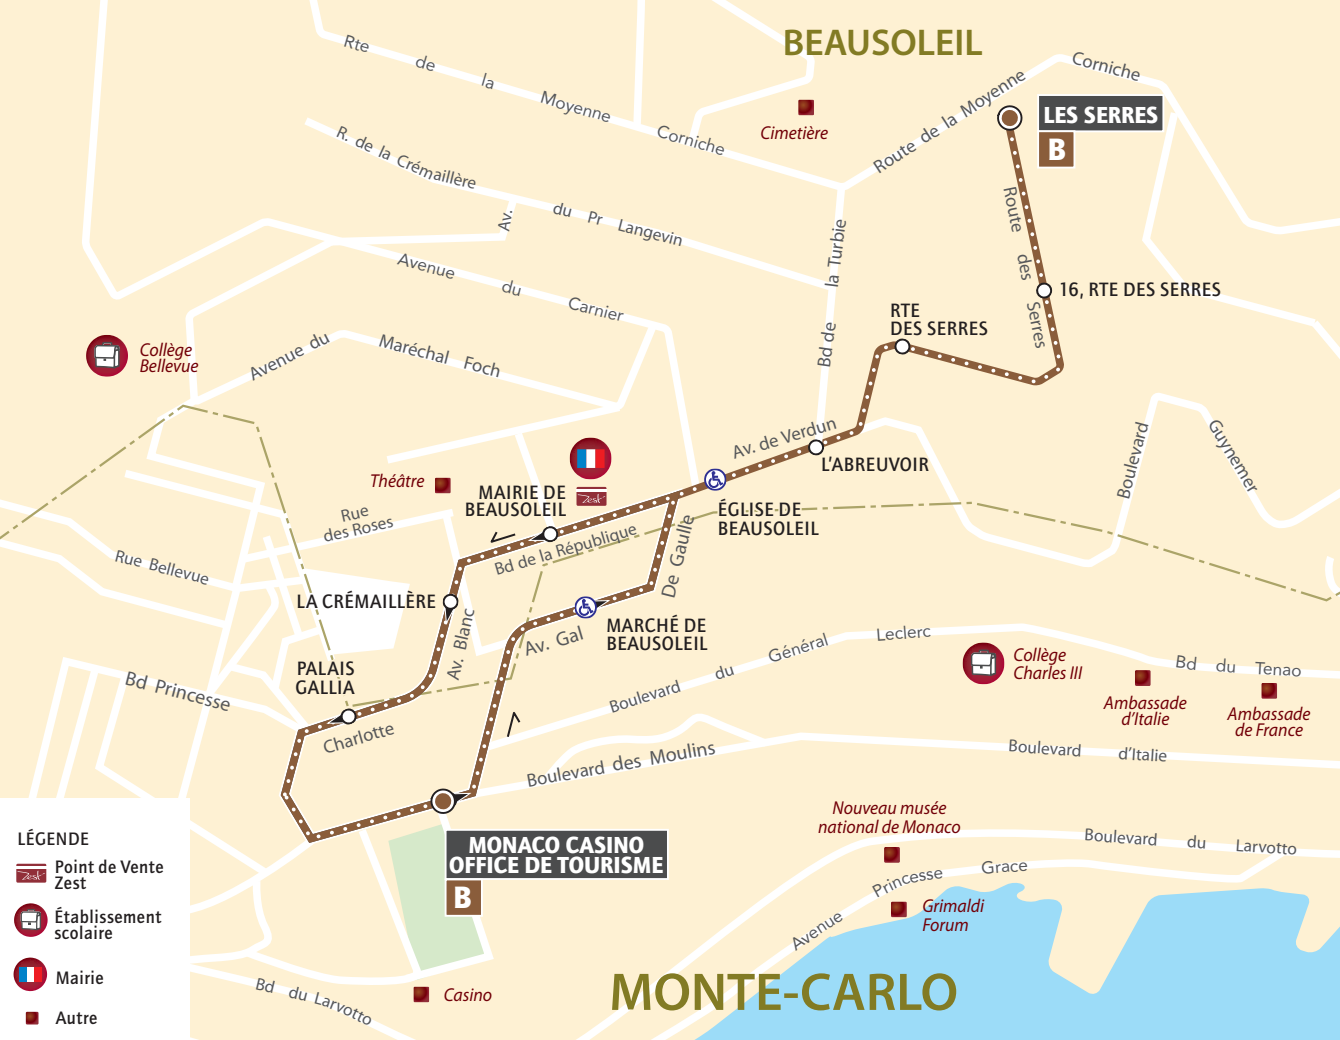 BEAUSOLEIL
Rte de la Moyenne Corniche
Route de la Moyenne Corniche
Cimetière
LES SERRES
B
R. de la Crémaillère
Av. du Pr Langevin
Bd de la Turbie
Route des Serres
16, RTE DES SERRES
RTE
DES SERRES
Avenue du Carnier
Collège
Bellevue
Avenue du Maréchal Foch
Av. de Verdun
L'ABREUVOIR
Boulevard Guynemer
Théâtre
MAIRIE DE
BEAUSOLEIL
Zest
ÉGLISE DE
BEAUSOLEIL
Rue
des Roses
Bd de la République
De Gaulle
Rue Bellevue
LA CRÉMAILLÈRE
Av. Blanc
Av. Gal
MARCHÉ DE
BEAUSOLEIL
Boulevard du Général Leclerc
Collège
Charles III
Bd du Tenao
Ambassade
d'Italie
Ambassade
de France
PALAIS
GALLIA
Bd Princesse
Charlotte
Boulevard des Moulins
Boulevard d'Italie
MONACO CASINO
OFFICE DE TOURISME
B
Nouveau musée
national de Monaco
Boulevard du Larvotto
Avenue Princesse Grace
Grimaldi
Forum
LÉGENDE
Zest
Point de Vente
Zest
Établissement
scolaire
Mairie
Autre
Bd du Larvotto
Casino
MONTE-CARLO